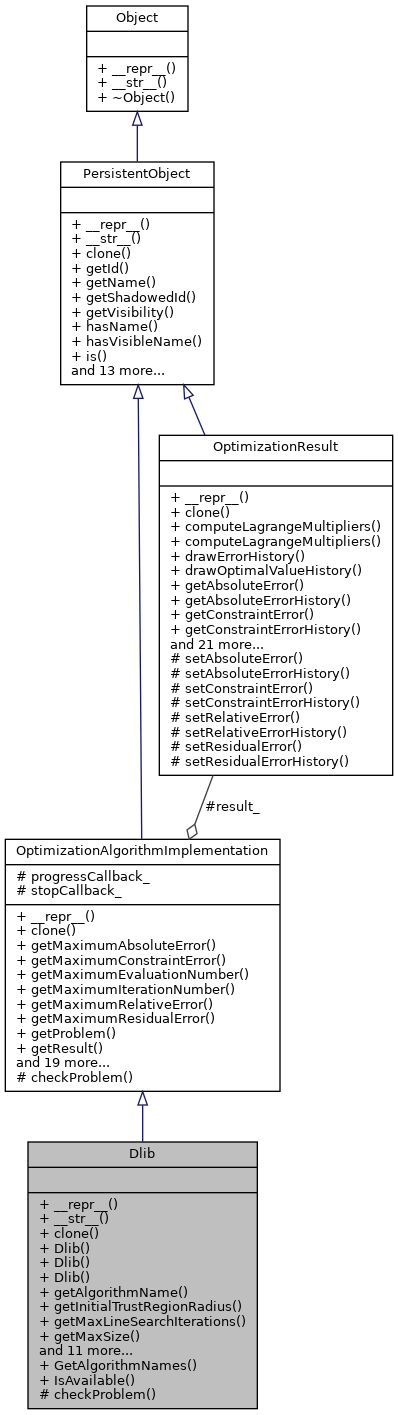 Object
+ __repr__()
+ __str__()
+ ~Object()
PersistentObject
+ __repr__()
+ __str__()
+ clone()
+ getId()
+ getName()
+ getShadowedId()
+ getVisibility()
+ hasName()
+ hasVisibleName()
+ is()
and 13 more...
OptimizationResult
+ __repr__()
+ clone()
+ computeLagrangeMultipliers()
+ computeLagrangeMultipliers()
+ drawErrorHistory()
+ drawOptimalValueHistory()
+ getAbsoluteError()
+ getAbsoluteErrorHistory()
+ getConstraintError()
+ getConstraintErrorHistory()
and 21 more...
# setAbsoluteError()
# setAbsoluteErrorHistory()
# setConstraintError()
# setConstraintErrorHistory()
# setRelativeError()
# setRelativeErrorHistory()
# setResidualError()
# setResidualErrorHistory()
#result_
OptimizationAlgorithmImplementation
# progressCallback_
# stopCallback_
+ __repr__()
+ clone()
+ getMaximumAbsoluteError()
+ getMaximumConstraintError()
+ getMaximumEvaluationNumber()
+ getMaximumIterationNumber()
+ getMaximumRelativeError()
+ getMaximumResidualError()
+ getProblem()
+ getResult()
and 19 more...
# checkProblem()
Dlib
+ __repr__()
+ __str__()
+ clone()
+ Dlib()
+ Dlib()
+ Dlib()
+ getAlgorithmName()
+ getInitialTrustRegionRadius()
+ getMaxLineSearchIterations()
+ getMaxSize()
and 11 more...
+ GetAlgorithmNames()
+ IsAvailable()
# checkProblem()